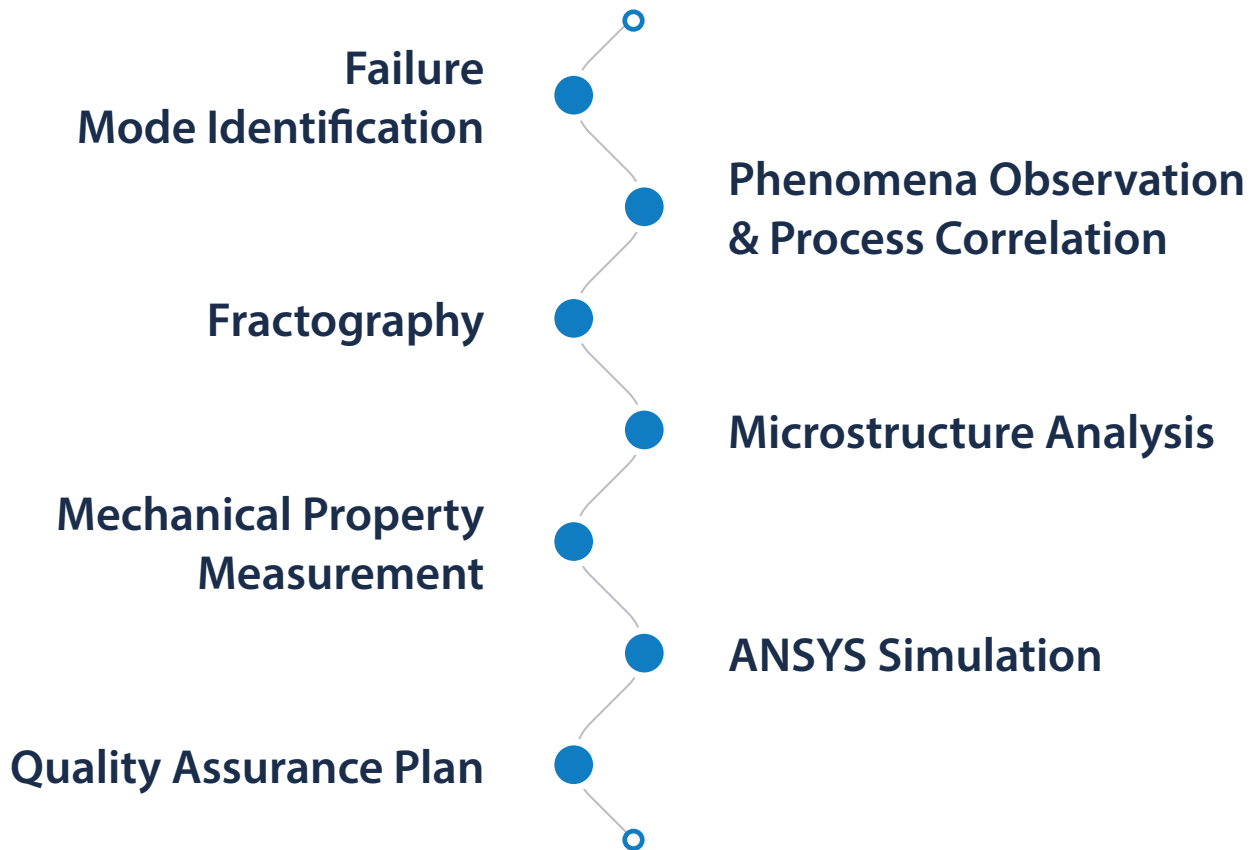 Failure
Mode Identification
Phenomena Observation
& Process Correlation
Fractography
Microstructure Analysis
Mechanical Property
Measurement
ANSYS Simulation
Quality Assurance Plan